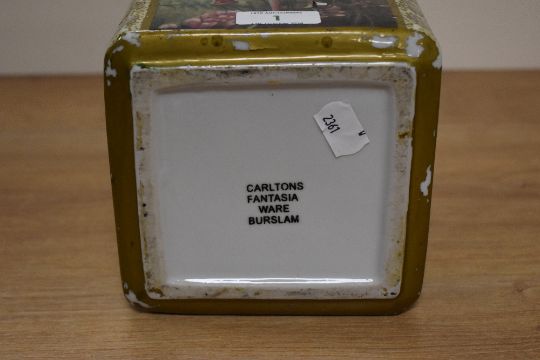 1
2361
CARLTONS
FANTASIA
WARE
BURSLAM